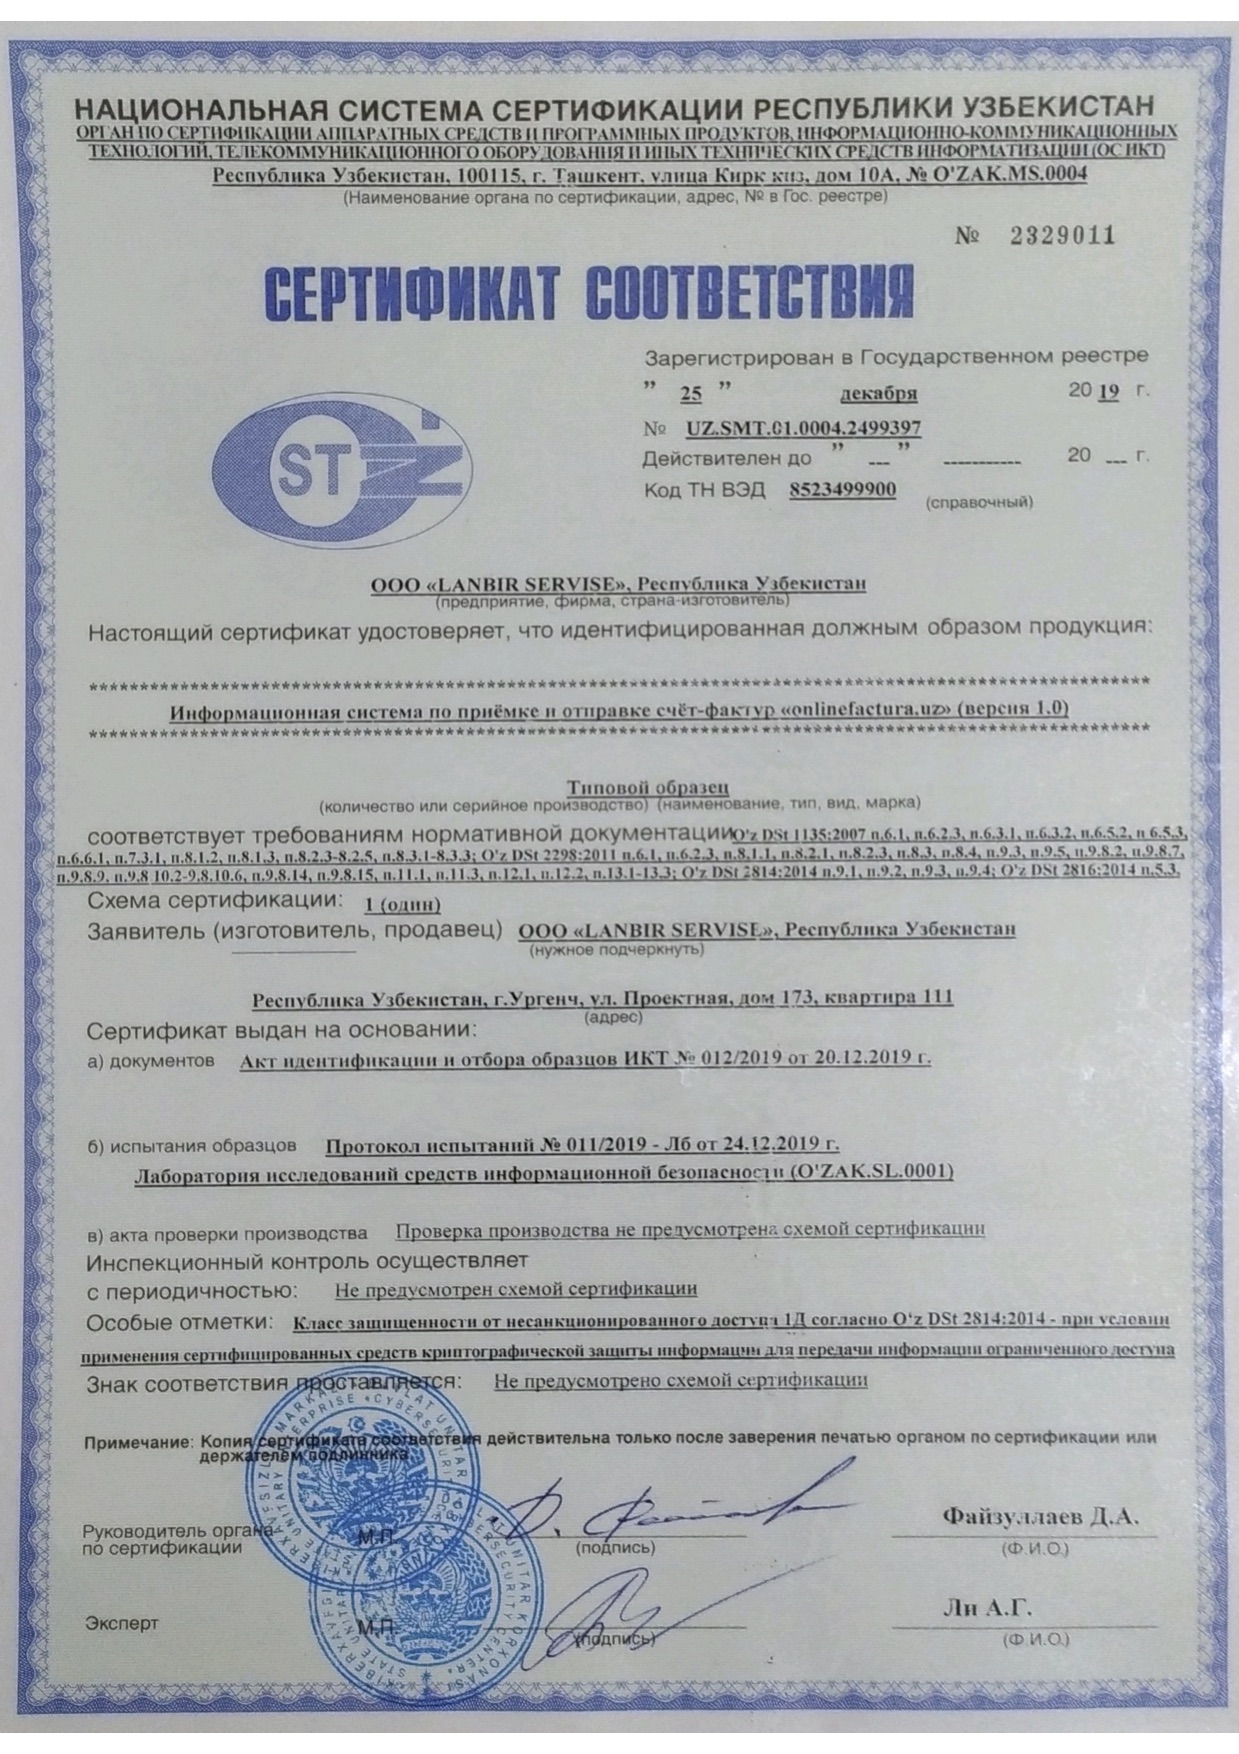 НАЦИОНАЛЬНАЯ СИСТЕМА СЕРТИФИКАЦИИ РЕСПУБЛИКИ УЗБЕКИСТАН
ОРГАН ПО СЕРТИФИКАЦИИ АППАРАТНЫХ СРЕДСТВ И ПРОГРАММНЫХ ПРОДУКТОВ, ИНФОРМАЦИОННО-КОММУНИКАЦИОННЫХ
ТЕХНОЛОГИЙ, ТЕЛЕКОММУНИКАЦИОННОГО ОБОРУДОВАНИЯ И ИНЫХ ТЕХНИЧЕСКИХ СРЕДСТВ ИНФОРМАТИЗАЦИИ (ОС ИКТ)
Республика Узбекистан, 100115, г. Ташкент, улица Кирк киз, дом 10А, № O'ZAK.MS.0004
(Наименование органа по сертификации, адрес, № в Гос. реестре)
№ 2329011
СЕРТИФИКАТ СООТВЕТСТВИЯ
Зарегистрирован в Государственном реестре
" 25 " декабря 20 19 г.
№ UZ.SMT.01.0004.2499397
Действителен до " --- " ----------- 20 --- г.
Код ТН ВЭД 8523499900 (справочный)
ST
ООО «LANBIR SERVISE», Республика Узбекистан
(предприятие, фирма, страна-изготовитель)
Настоящий сертификат удостоверяет, что идентифицированная должным образом продукция:
Информационная система по приёмке и отправке счёт-фактур «onlinefactura.uz» (версия 1.0)
Типовой образец
(количество или серийное производство) (наименование, тип, вид, марка)
соответствует требованиям нормативной документации O'z DSt 1135:2007 п.6.1, п.6.2.3, п.6.3.1, п.6.3.2, п.6.5.2, п 6.5.3,
п.6.6.1, п.7.3.1, п.8.1.2, п.8.1.3, п.8.2.3-8.2.5, п.8.3.1-8.3.3; O'z DSt 2298:2011 п.6.1, п.6.2.3, п.8.1.1, п.8.2.1, п.8.2.3, п.8.3, п.8.4, п.9.3, п.9.5, п.9.8.2, п.9.8.7,
п.9.8.9, п.9.8 10.2-9.8.10.6, п.9.8.14, п.9.8.15, п.11.1, п.11.3, п.12.1, п.12.2, п.13.1-13.3; O'z DSt 2814:2014 п.9.1, п.9.2, п.9.3, п.9.4; O'z DSt 2816:2014 п.5.3,
Схема сертификации: 1 (один)
Заявитель (изготовитель, продавец) ООО «LANBIR SERVISE», Республика Узбекистан
(нужное подчеркнуть)
Республика Узбекистан, г.Ургенч, ул. Проектная, дом 173, квартира 111
(адрес)
Сертификат выдан на основании:
а) документов Акт идентификации и отбора образцов ИКТ № 012/2019 от 20.12.2019 г.
б) испытания образцов Протокол испытаний № 011/2019 - Лб от 24.12.2019 г.
Лаборатория исследований средств информационной безопасности (O'ZAK.SL.0001)
в) акта проверки производства Проверка производства не предусмотрена схемой сертификации
Инспекционный контроль осуществляет
с периодичностью: Не предусмотрен схемой сертификации
Особые отметки: Класс защищенности от несанкционированного доступа 1Д согласно O'z DSt 2814:2014 - при условии
применения сертифицированных средств криптографической защиты информации для передачи информации ограниченного доступа
Знак соответствия проставляется: Не предусмотрено схемой сертификации
Примечание: Копия сертификата соответствия действительна только после заверения печатью органом по сертификации или
держателем подлинника.
Руководитель органа
по сертификации
М.П.
(подпись)
Файзуллаев Д.А.
(Ф.И.О.)
Эксперт
М.П.
(подпись)
Ли А.Г.
(Ф.И.О.)